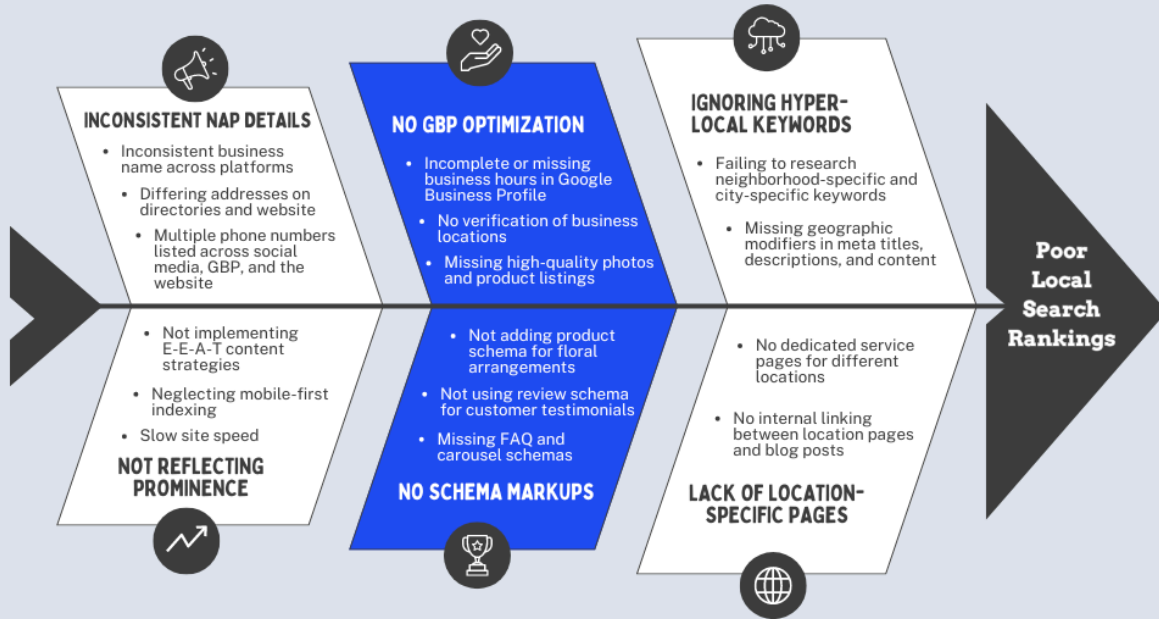 INCONSISTENT NAP DETAILS
• Inconsistent business
name across platforms
• Differing addresses on
directories and website
• Multiple phone numbers
listed across social
media, GBP, and the
website
NO GBP OPTIMIZATION
• Incomplete or missing
business hours in Google
Business Profile
• No verification of business
locations
• Missing high-quality photos
and product listings
IGNORING HYPER-
LOCAL KEYWORDS
• Failing to research
neighborhood-specific and
city-specific keywords
• Missing geographic
modifiers in meta titles,
descriptions, and content
Poor
Local
Search
Rankings
• Not implementing
E-E-A-T content
strategies
• Neglecting mobile-first
indexing
• Slow site speed
NOT REFLECTING
PROMINENCE
• Not adding product
schema for floral
arrangements
• Not using review schema
for customer testimonials
• Missing FAQ and
carousel schemas
NO SCHEMA MARKUPS
• No dedicated service
pages for different
locations
• No internal linking
between location pages
and blog posts
LACK OF LOCATION-
SPECIFIC PAGES